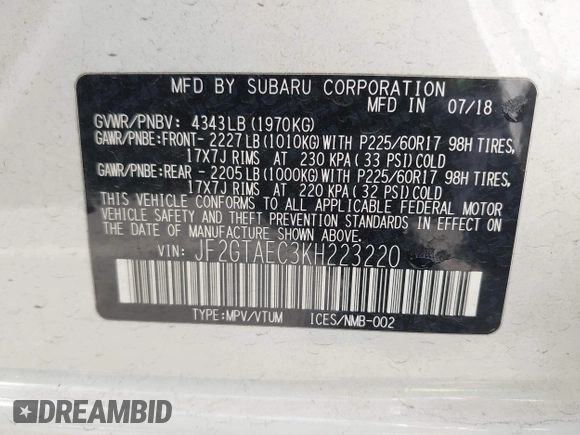 MFD BY SUBARU CORPORATION
MFD IN 07/18
GVWR/PNBV: 4343LB(1970KG)
GAWR/PNBE:FRONT- 2227LB(1010KG)WITH P225/60R17 98H TIRES,
17X7J RIMS AT 230 KPA(33 PSI)COLD
GAWR/PNBE:REAR - 2205LB(1000KG)WITH P225/60R17 98H TIRES,
17X7J RIMS AT 220 KPA(32 PSI)COLD
THIS VEHICLE CONFORMS TO ALL APPLICABLE FEDERAL MOTOR
VEHICLE SAFETY AND THEFT PREVENTION STANDARDS IN EFFECT ON
THE DATE OF MANUFACTURE SHOWN ABOVE.
VIN: JF2GTAEC3KH223220
TYPE:MPV/VTUM ICES/NMB-002
DREAMBID